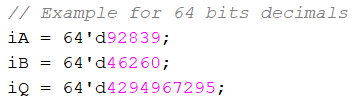 // Example for 64 bits decimals
iA = 64'd92839;
iB = 64'd46260;
iQ = 64'd4294967295;